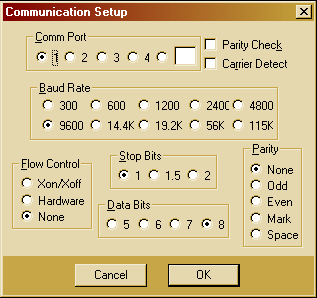 Communication Setup
Comm Port
1 2 3 4
Parity Check
Carrier Detect
Baud Rate
300 600 1200 2400 4800
9600 14.4K 19.2K 56K 115K
Flow Control
Xon/Xoff
Hardware
None
Stop Bits
1 1.5 2
Data Bits
5 6 7 8
Parity
None
Odd
Even
Mark
Space
Cancel OK